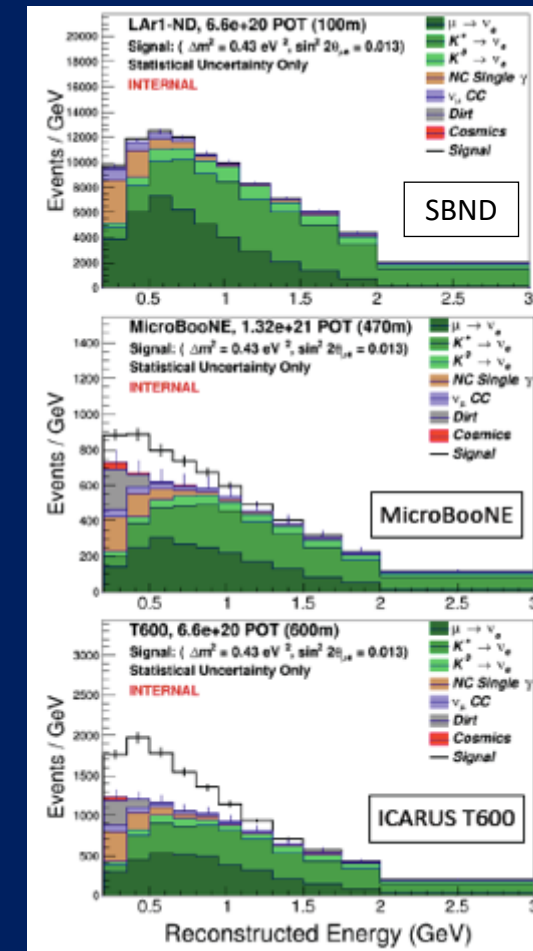 LAr1-ND, 6.6e+20 POT (100m)
Signal: ( Δm² = 0.43 eV ², sin² 2θμe = 0.013)
Statistical Uncertainty Only
INTERNAL
μ → νe
K⁺ → νe
K⁰ → νe
NC Single γ
νμ CC
Dirt
Cosmics
Signal
SBND
Events / GeV
20000
18000
16000
14000
12000
10000
8000
6000
4000
2000
0
0.5 1 1.5 2 2.5 3
MicroBooNE, 1.32e+21 POT (470m)
Signal: ( Δm² = 0.43 eV ², sin² 2θμe = 0.013)
Statistical Uncertainty Only
INTERNAL
μ → νe
K⁺ → νe
K⁰ → νe
NC Single γ
νμ CC
Dirt
Cosmics
Signal
MicroBooNE
Events / GeV
1400
1200
1000
800
600
400
200
0
0.5 1 1.5 2 2.5 3
T600, 6.6e+20 POT (600m)
Signal: ( Δm² = 0.43 eV ², sin² 2θμe = 0.013)
Statistical Uncertainty Only
INTERNAL
μ → νe
K⁺ → νe
K⁰ → νe
NC Single γ
νμ CC
Dirt
Cosmics
Signal
ICARUS T600
Events / GeV
3000
2500
2000
1500
1000
500
0
0.5 1 1.5 2 2.5 3
Reconstructed Energy (GeV)